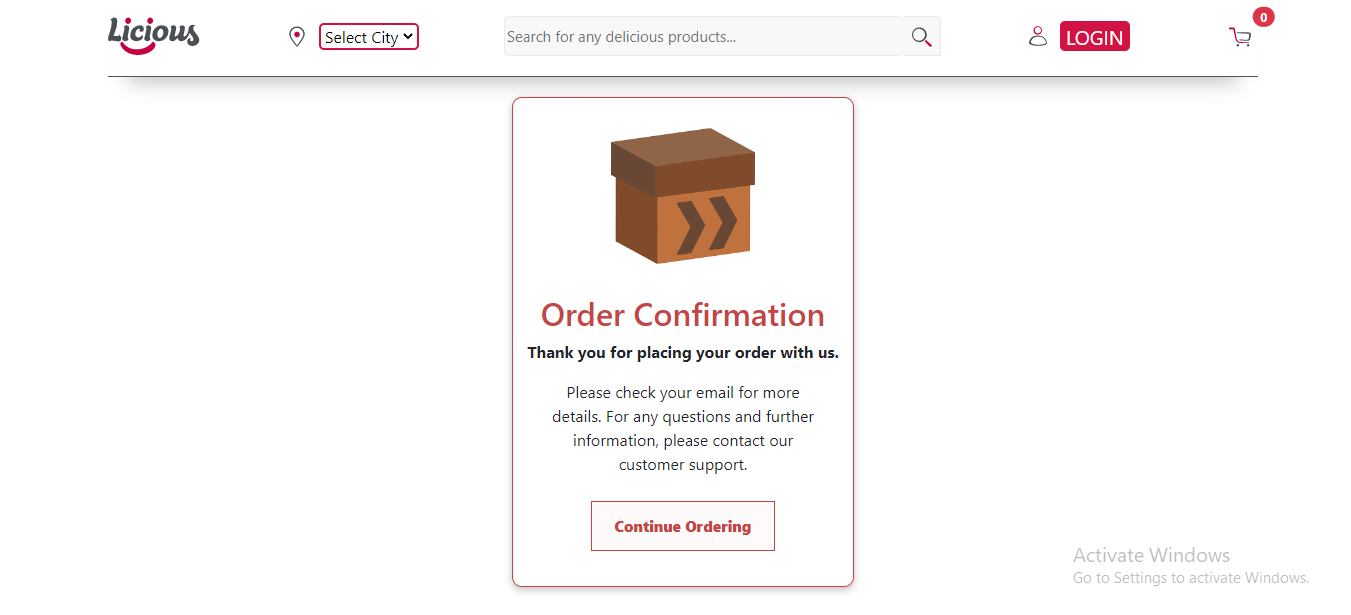 Licious
Select City
Search for any delicious products...
LOGIN
0
Order Confirmation
Thank you for placing your order with us.
Please check your email for more
details. For any questions and further
information, please contact our
customer support.
Continue Ordering
Activate Windows
Go to Settings to activate Windows.